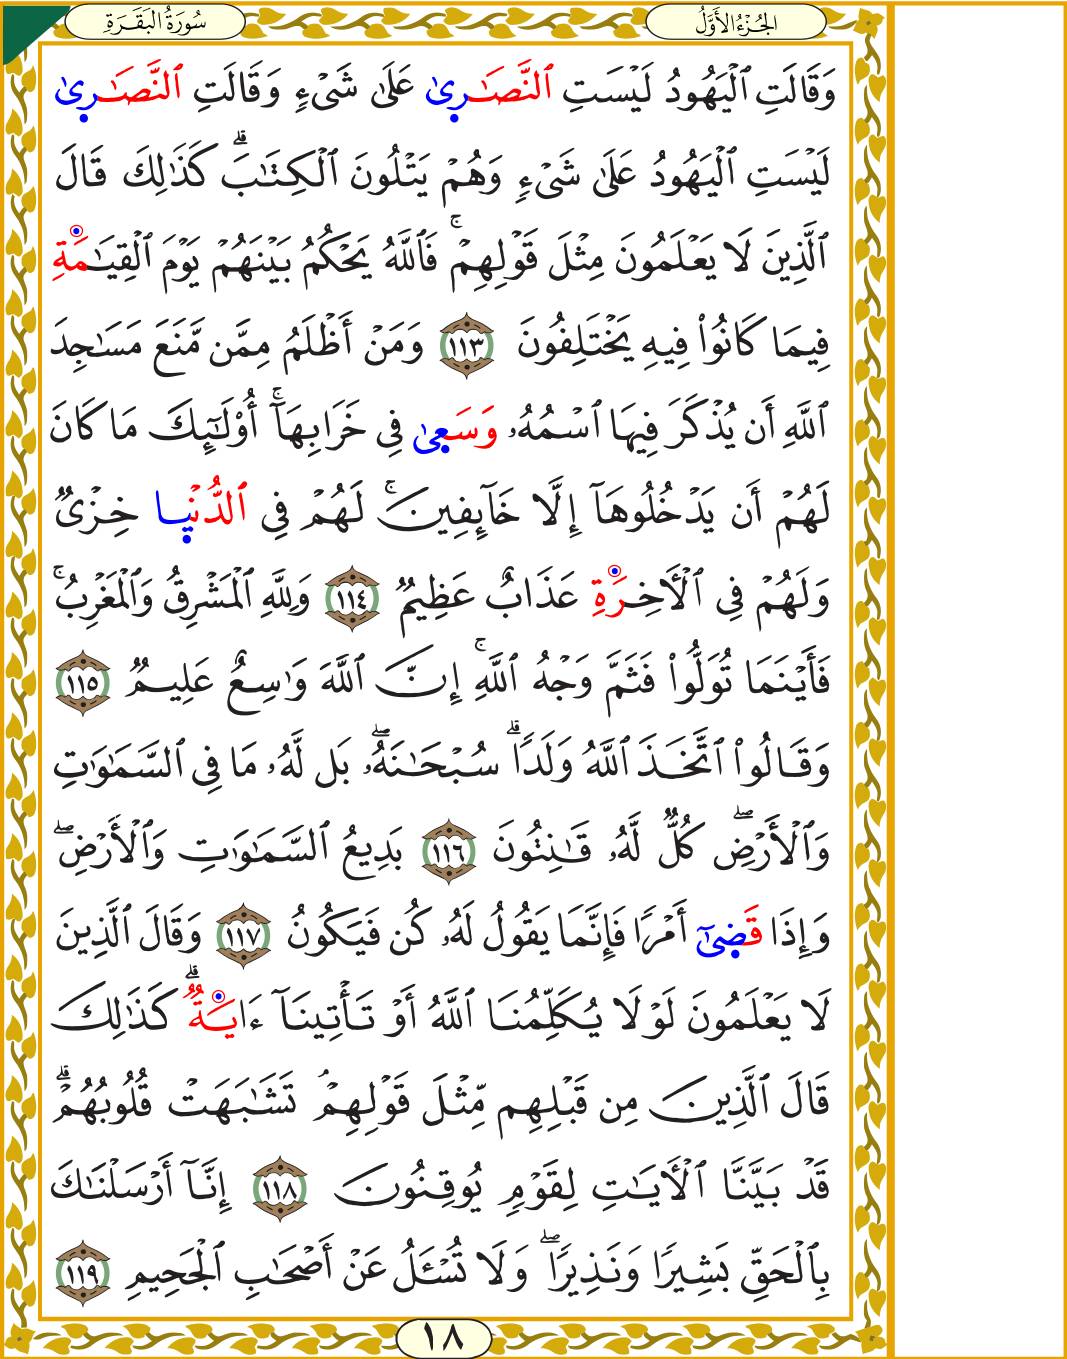 الجُزْءُ الأَوَّلُ
سُورَةُ البَقَرَةِ
وَقَالَتِ ٱلْيَهُودُ لَيْسَتِ ٱلنَّصَـٰرِىٰ عَلَىٰ شَىْءٍ وَقَالَتِ ٱلنَّصَـٰرِىٰ
لَيْسَتِ ٱلْيَهُودُ عَلَىٰ شَىْءٍ وَهُمْ يَتْلُونَ ٱلْكِتَـٰبَ ۗ كَذَٰلِكَ قَالَ
ٱلَّذِينَ لَا يَعْلَمُونَ مِثْلَ قَوْلِهِمْ ۚ فَٱللَّهُ يَحْكُمُ بَيْنَهُمْ يَوْمَ ٱلْقِيَـٰمَةِ
فِيمَا كَانُوا۟ فِيهِ يَخْتَلِفُونَ ١١٣ وَمَنْ أَظْلَمُ مِمَّن مَّنَعَ مَسَـٰجِدَ
ٱللَّهِ أَن يُذْكَرَ فِيهَا ٱسْمُهُۥ وَسَعِىٰ فِى خَرَابِهَآ ۚ أُو۟لَـٰٓئِكَ مَا كَانَ
لَهُمْ أَن يَدْخُلُوهَآ إِلَّا خَآئِفِينَ ۚ لَهُمْ فِى ٱلدُّنْيِـا خِزْىٌ
وَلَهُمْ فِى ٱلْـَٔاخِرَةِ عَذَابٌ عَظِيمٌ ١١٤ وَلِلَّهِ ٱلْمَشْرِقُ وَٱلْمَغْرِبُ ۚ
فَأَيْنَمَا تُوَلُّوا۟ فَثَمَّ وَجْهُ ٱللَّهِ ۚ إِنَّ ٱللَّهَ وَٰسِعٌ عَلِيمٌ ١١٥
وَقَالُوا۟ ٱتَّخَذَ ٱللَّهُ وَلَدًا ۗ سُبْحَـٰنَهُۥ ۖ بَل لَّهُۥ مَا فِى ٱلسَّمَـٰوَٰتِ
وَٱلْأَرْضِ ۖ كُلٌّ لَّهُۥ قَـٰنِتُونَ ١١٦ بَدِيعُ ٱلسَّمَـٰوَٰتِ وَٱلْأَرْضِ ۖ
وَإِذَا قَضِىٰٓ أَمْرًا فَإِنَّمَا يَقُولُ لَهُۥ كُن فَيَكُونُ ١١٧ وَقَالَ ٱلَّذِينَ
لَا يَعْلَمُونَ لَوْلَا يُكَلِّمُنَا ٱللَّهُ أَوْ تَأْتِينَآ ءَايَةٌ ۗ كَذَٰلِكَ
قَالَ ٱلَّذِينَ مِن قَبْلِهِم مِّثْلَ قَوْلِهِمْ ۘ تَشَـٰبَهَتْ قُلُوبُهُمْ ۗ
قَدْ بَيَّنَّا ٱلْـَٔايَـٰتِ لِقَوْمٍ يُوقِنُونَ ١١٨ إِنَّآ أَرْسَلْنَـٰكَ
بِٱلْحَقِّ بَشِيرًا وَنَذِيرًا ۖ وَلَا تُسْـَٔلُ عَنْ أَصْحَـٰبِ ٱلْجَحِيمِ ١١٩
١٨